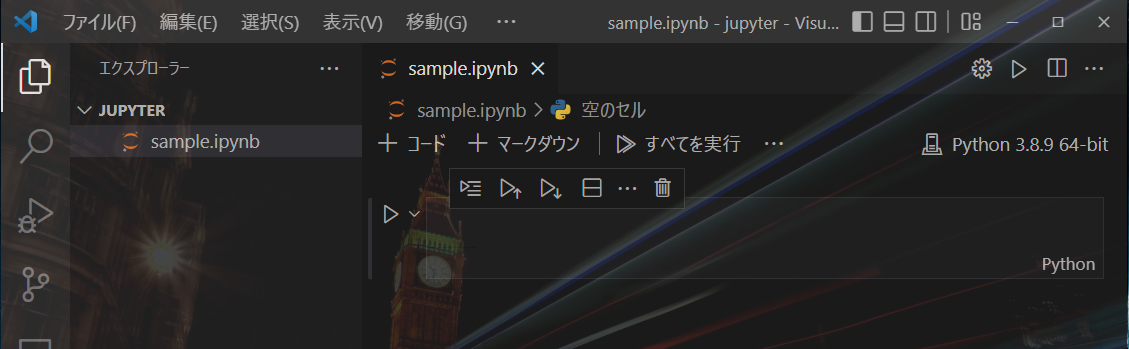 ファイル(F) 編集(E) 選択(S) 表示(V) 移動(G) ··· sample.ipynb - jupyter - Visu...
エクスプローラー ··· sample.ipynb
JUPYTER
sample.ipynb
sample.ipynb > 空のセル
+ コード + マークダウン すべてを実行 ··· Python 3.8.9 64-bit
Python